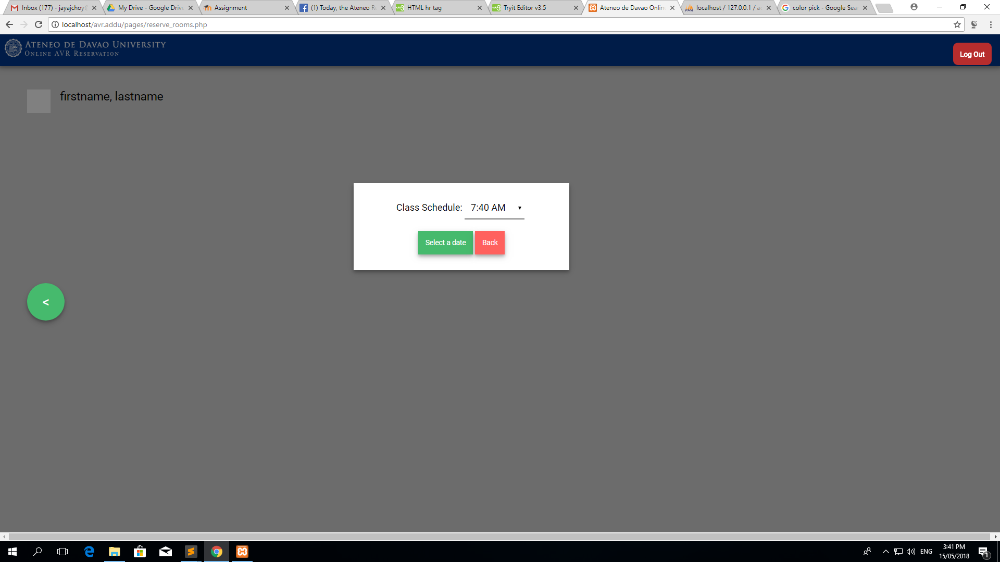 Inbox (177) - jayajchoy
My Drive - Google Driv
Assignment
(1) Today, the Ateneo R
HTML hr tag
Tryit Editor v3.5
Ateneo de Davao Onlin
localhost / 127.0.0.1 / a
color pick - Google Sea
localhost/avr.addu/pages/reserve_rooms.php
ATENEO DE DAVAO UNIVERSITY
ONLINE AVR RESERVATION
Log Out
firstname, lastname
Class Schedule: 7:40 AM
Select a date Back
<
3:41 PM
ENG
15/05/2018
1